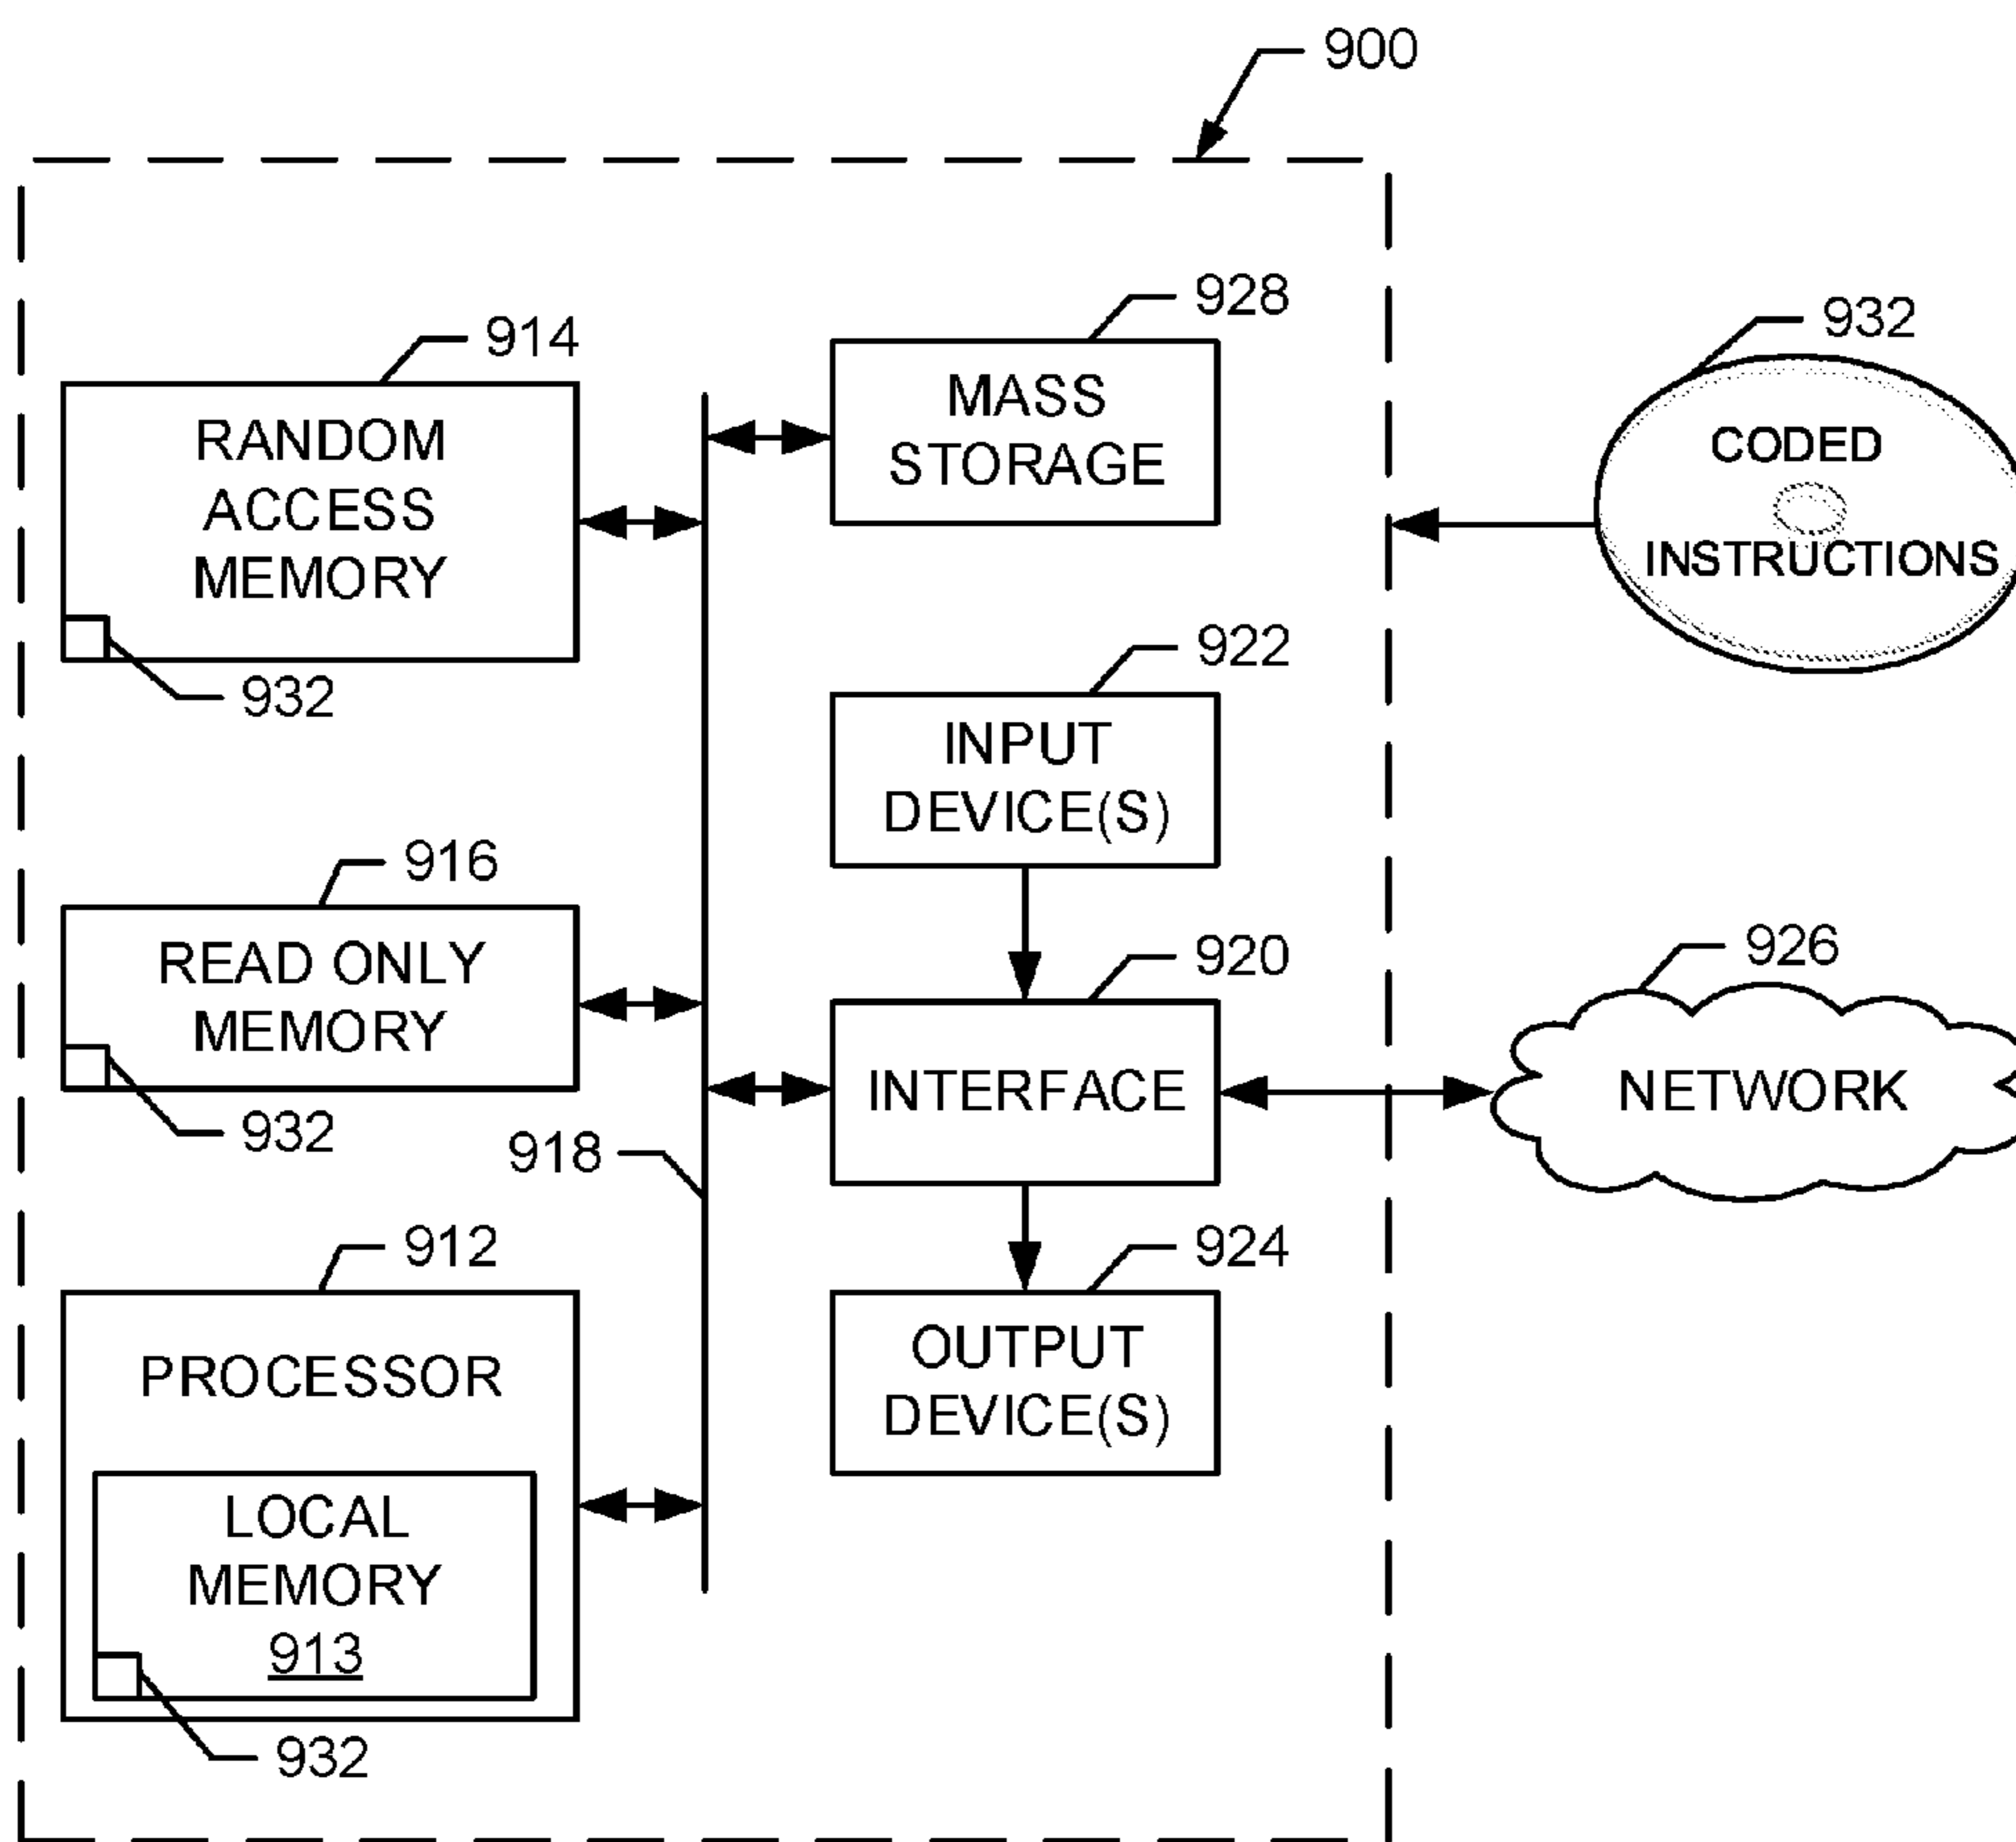 900
928
914
932
MASS
STORAGE
RANDOM
ACCESS
MEMORY
CODED
INSTRUCTIONS
932
922
INPUT
DEVICE(S)
916
READ ONLY
MEMORY
932
920
926
INTERFACE
NETWORK
918
912
924
PROCESSOR
OUTPUT
DEVICE(S)
LOCAL
MEMORY
913
932